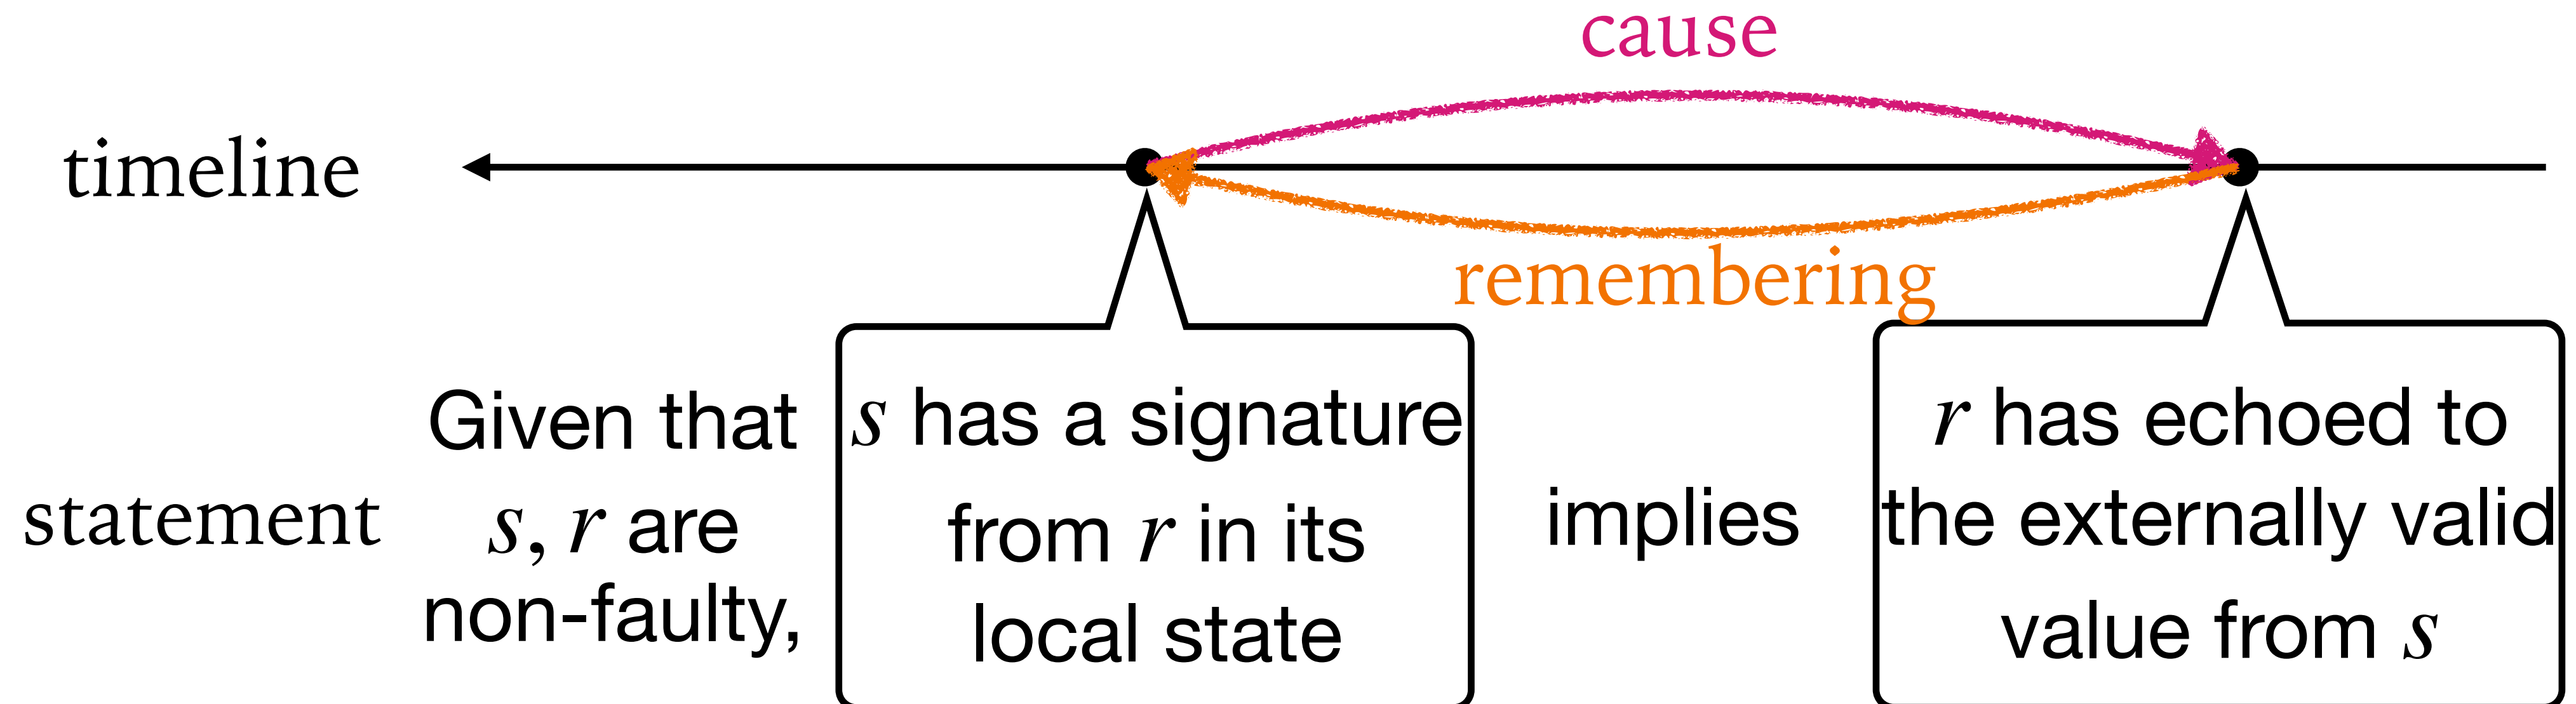 cause
timeline
remembering
statement
Given that
s, r are
non-faulty,
s has a signature
from r in its
local state
implies
r has echoed to
the externally valid
value from s